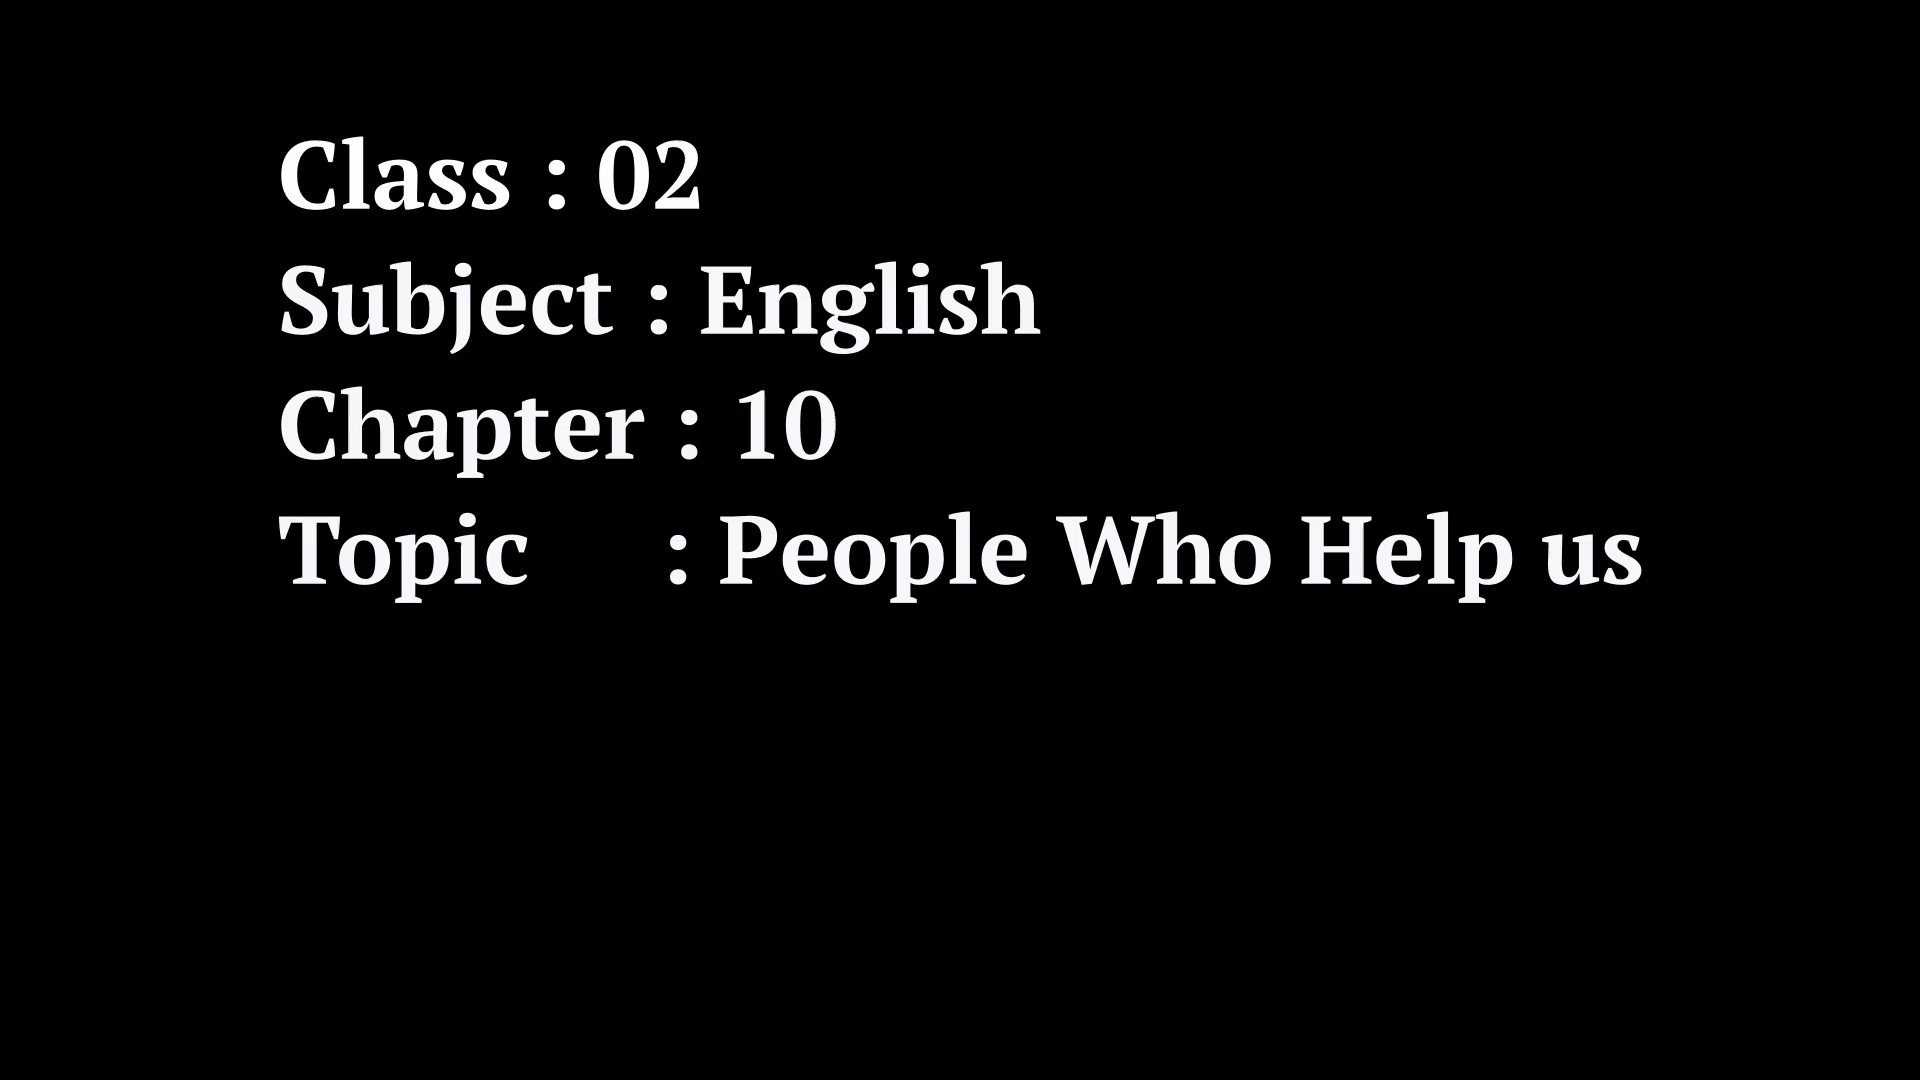 Class : 02
Subject : English
Chapter : 10
Topic : People Who Help us